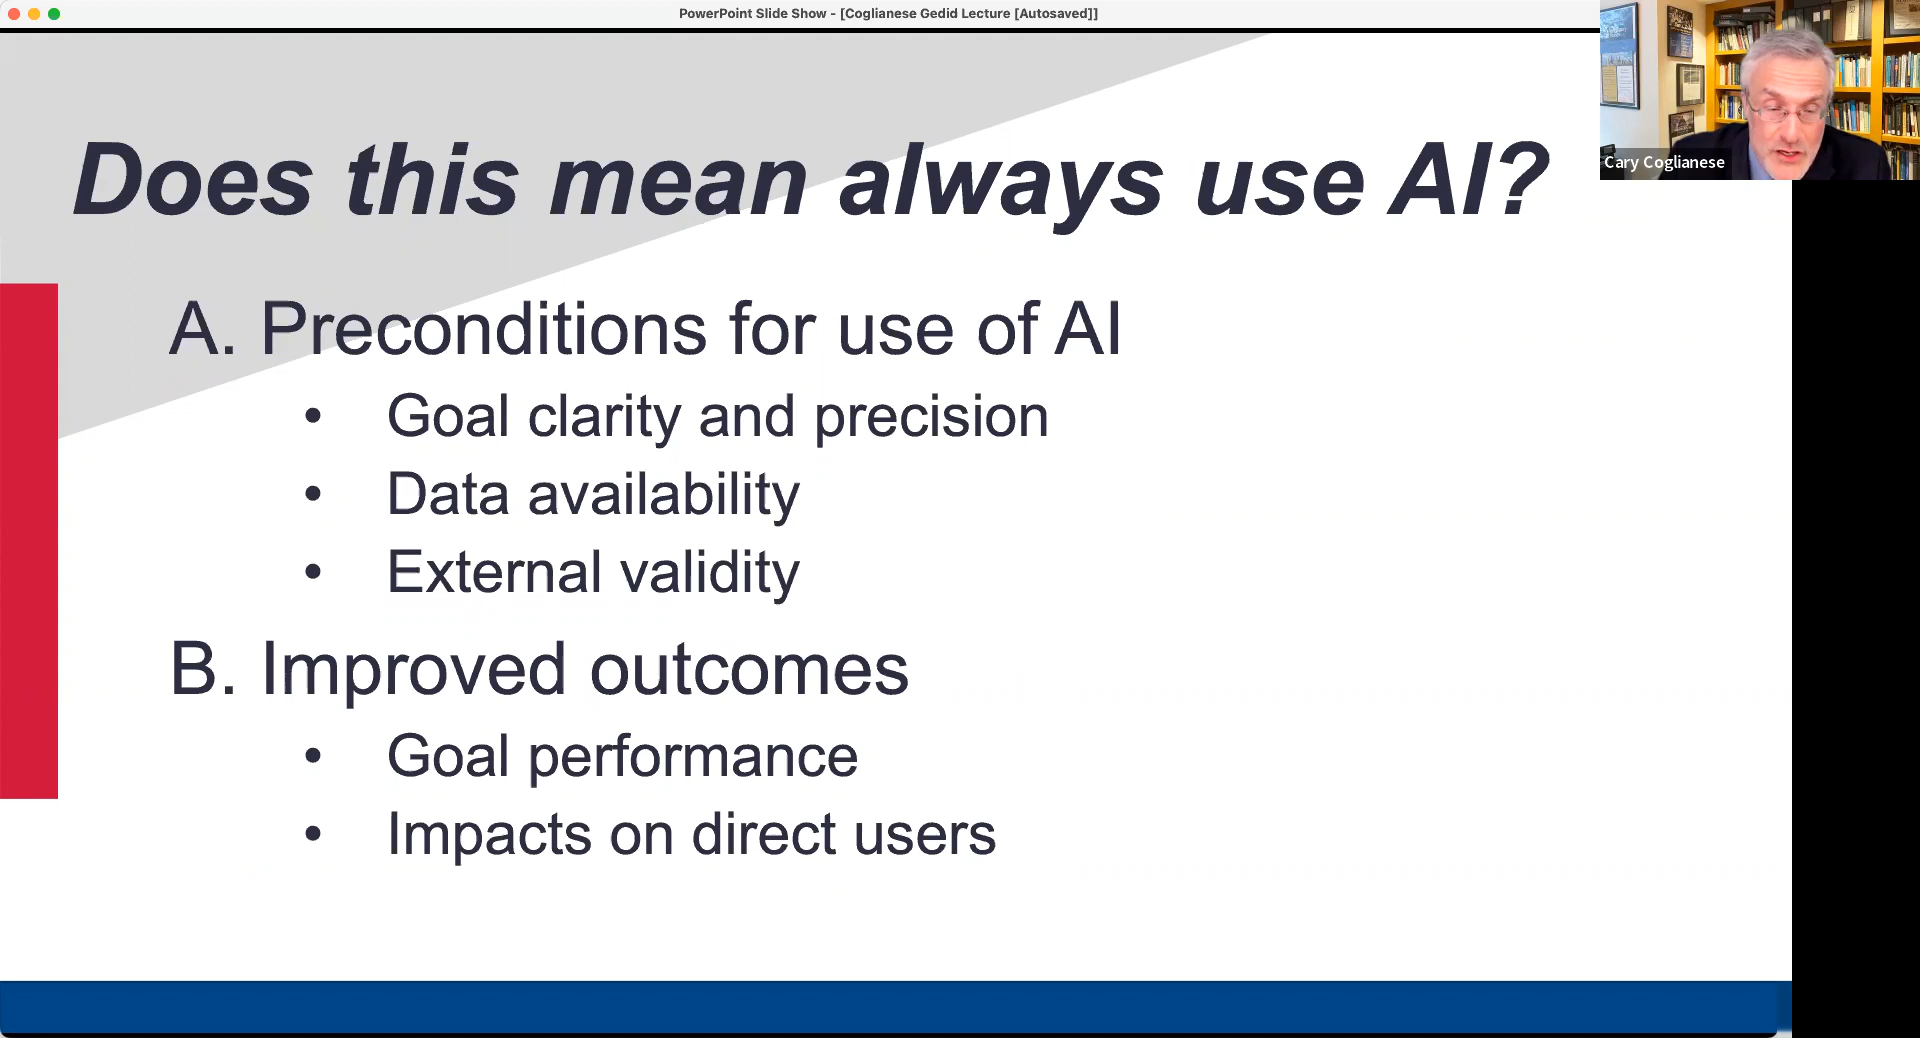 PowerPoint Slide Show - [Coglianese Gedid Lecture [Autosaved]]
Does this mean always use AI?
A. Preconditions for use of AI
• Goal clarity and precision
• Data availability
• External validity
B. Improved outcomes
• Goal performance
• Impacts on direct users
Cary Coglianese